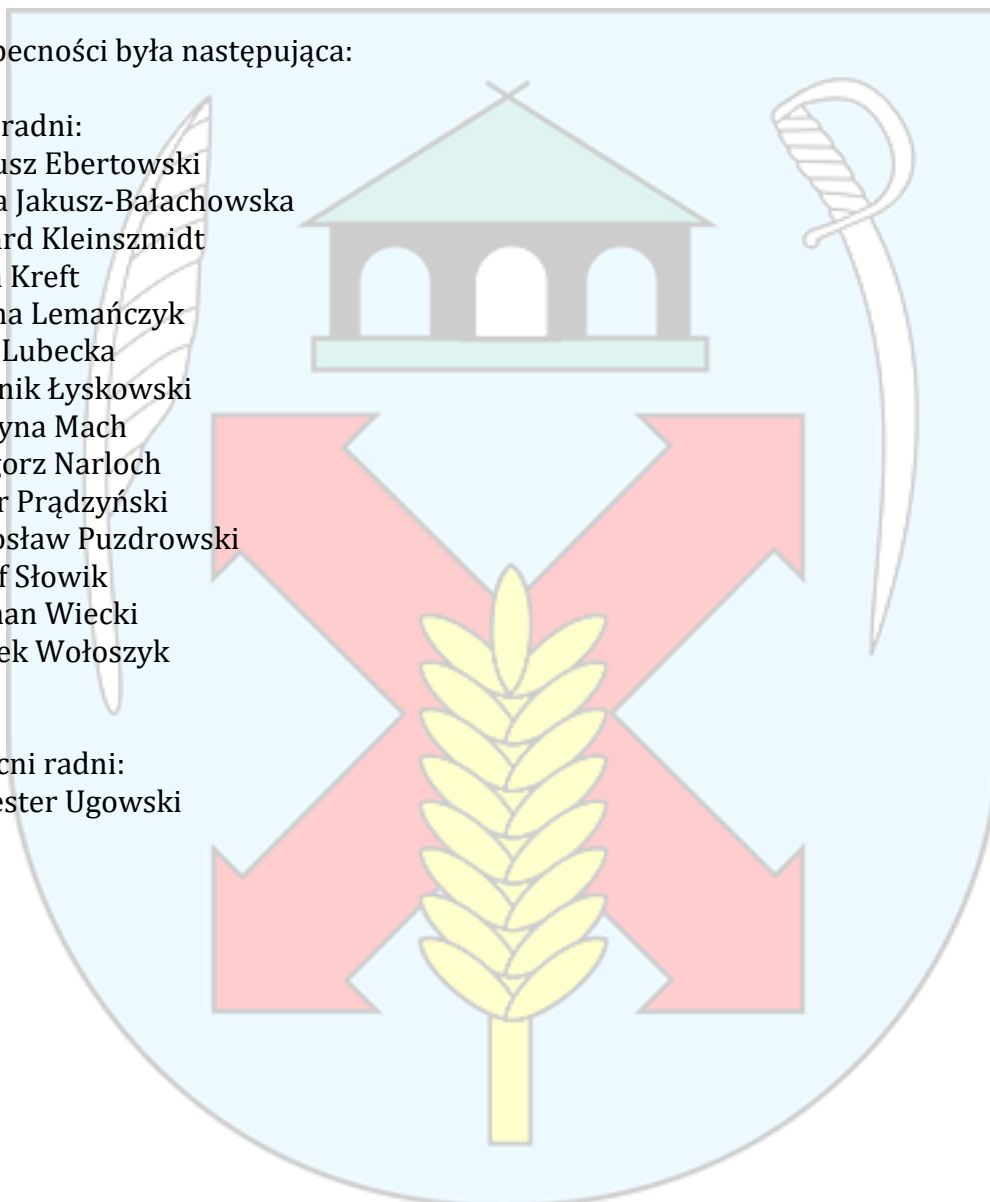 ecności była następująca:
radni:
usz Ebertowski
a Jakusz-Bałachowska
ard Kleinszmidt
Kreft
na Lemańczyk
Lubecka
nik Łyskowski
yna Mach
gorz Narloch
r Prądzyński
osław Puzdrowski
f Słowik
nan Wiecki
ek Wołoszyk
cni radni:
ester Ugowski